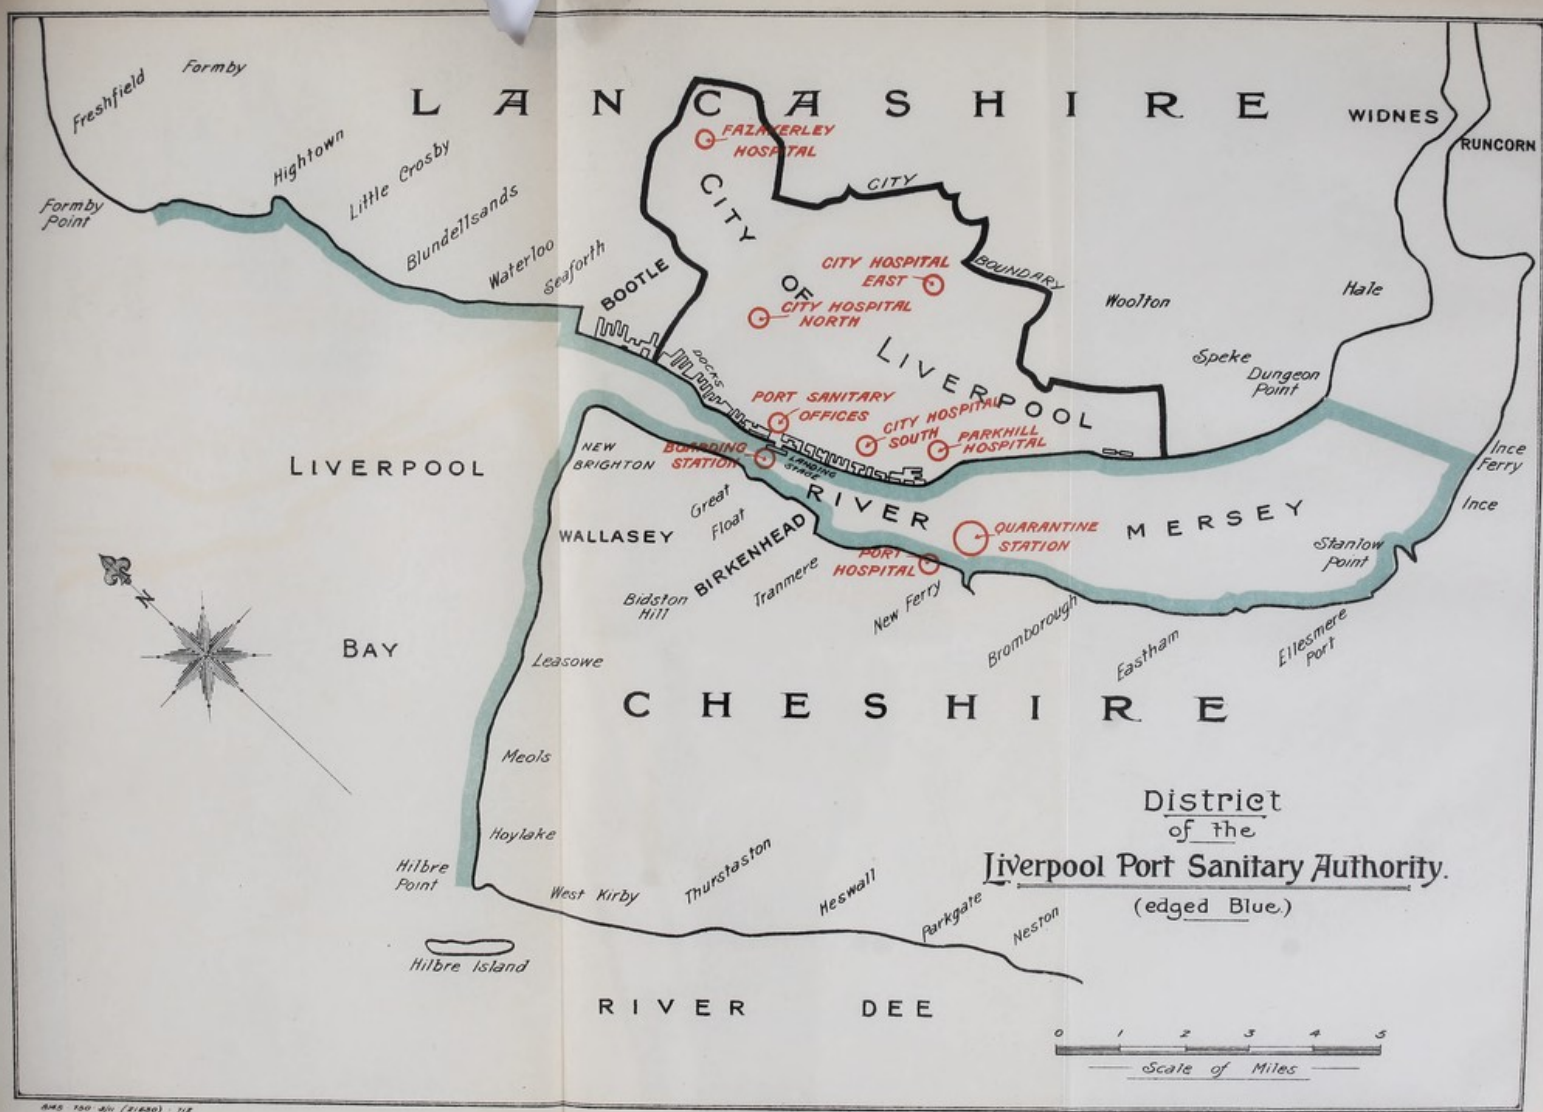 Freshfield
Formby
LANCASHIRE
WIDNES
RUNCORN
Formby
Point
Hightown
Little Crosby
Blundellsands
Waterloo
Seaforth
BOOTLE
FAZAKERLEY
HOSPITAL
CITY
OF
LIVERPOOL
CITY
BOUNDARY
CITY HOSPITAL
EAST
CITY HOSPITAL
NORTH
Woolton
Hale
Speke
Dungeon
Point
DOCKS
PORT SANITARY
OFFICES
CITY HOSPITAL
SOUTH
PARKHILL
HOSPITAL
BOARDING
STATION
LANDING
STAGE
LIVERPOOL
BAY
N
NEW
BRIGHTON
WALLASEY
Great
Float
BIRKENHEAD
Bidston
Hill
Tranmere
RIVER MERSEY
QUARANTINE
STATION
PORT
HOSPITAL
New Ferry
Bromborough
Eastham
Ellesmere
Port
Stanlow
Point
Ince
Ferry
Ince
Leasowe
CHESHIRE
Meols
Hoylake
Hilbre
Point
West Kirby
Thurstaston
Heswall
Parkgate
Neston
Hilbre Island
RIVER DEE
District
of the
Liverpool Port Sanitary Authority.
(edged Blue.)
0 1 2 3 4 5
Scale of Miles